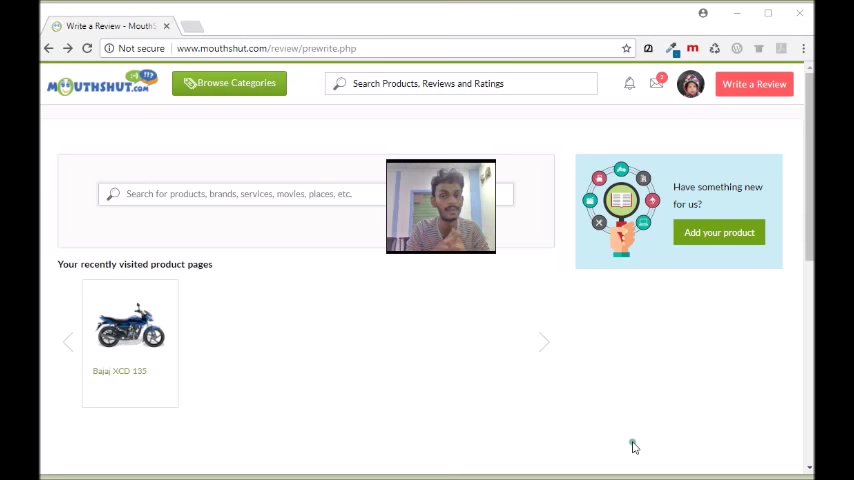 Write a Review - MouthS
Not secure
www.mouthshut.com/review/prewrite.php
MOUTHSHUT.COM
Browse Categories
Search Products, Reviews and Ratings
2
Write a Review
Search for products, brands, services, movies, places, etc.
Have something new
for us?
Add your product
Your recently visited product pages
Bajaj XCD 135